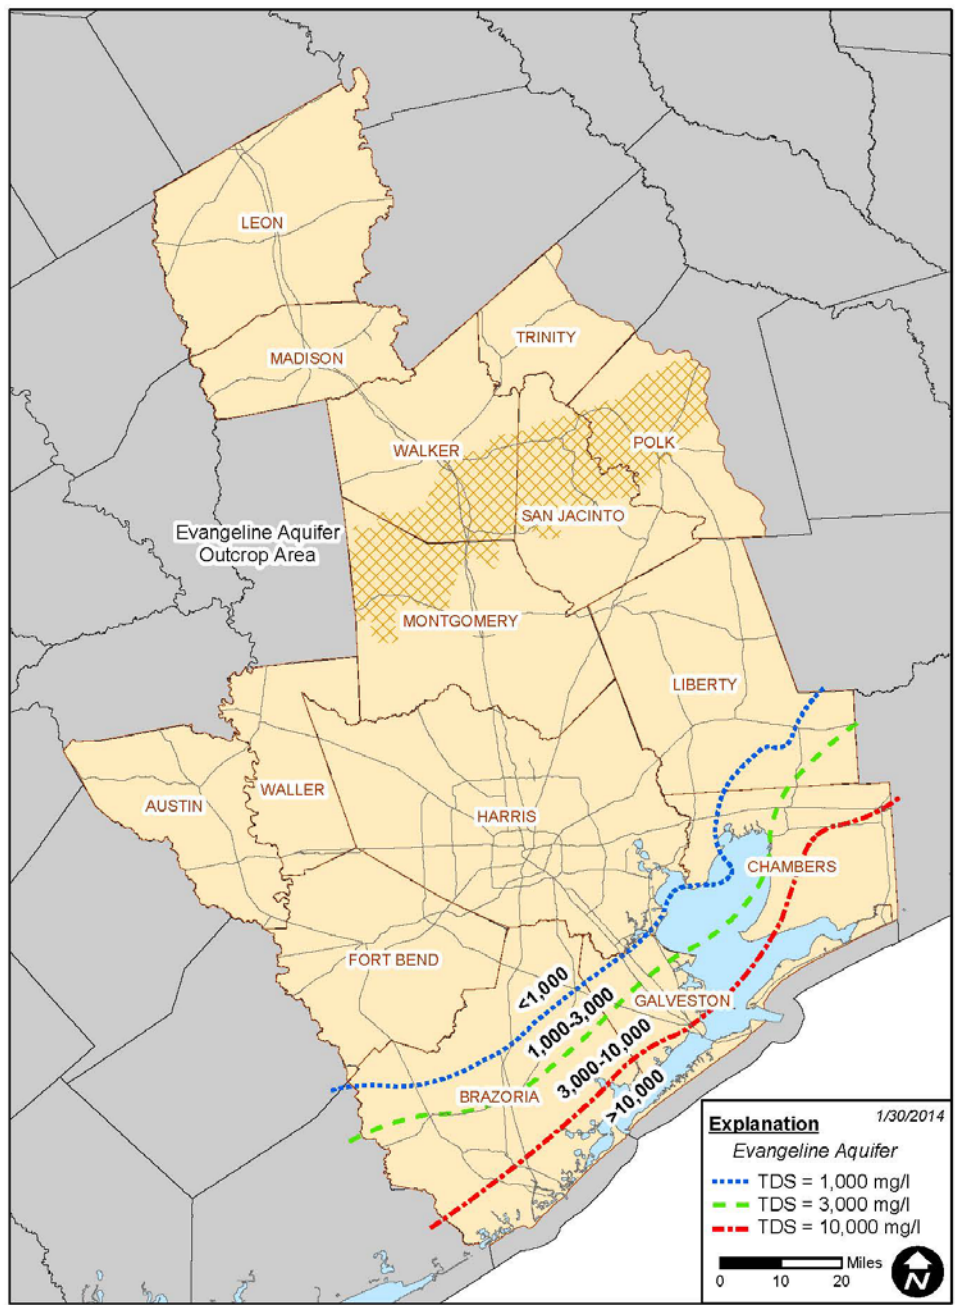 LEON
TRINITY
MADISON
WALKER
POLK
SAN JACINTO
Evangeline Aquifer
Outcrop Area
MONTGOMERY
LIBERTY
WALLER
AUSTIN
HARRIS
CHAMBERS
FORT BEND
<1,000
GALVESTON
1,000-3,000
3,000-10,000
BRAZORIA
>10,000
Explanation 1/30/2014
Evangeline Aquifer
TDS = 1,000 mg/l
TDS = 3,000 mg/l
TDS = 10,000 mg/l
Miles
0 10 20
N